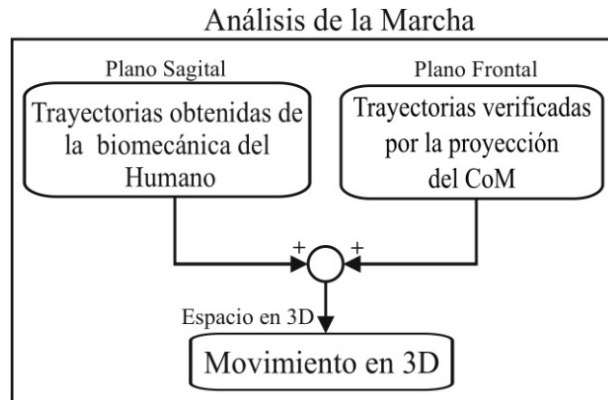 Análisis de la Marcha
Plano Sagital
Trayectorias obtenidas de
la biomecánica del
Humano
Plano Frontal
Trayectorias verificadas
por la proyección
del CoM
+
+
Espacio en 3D
Movimiento en 3D